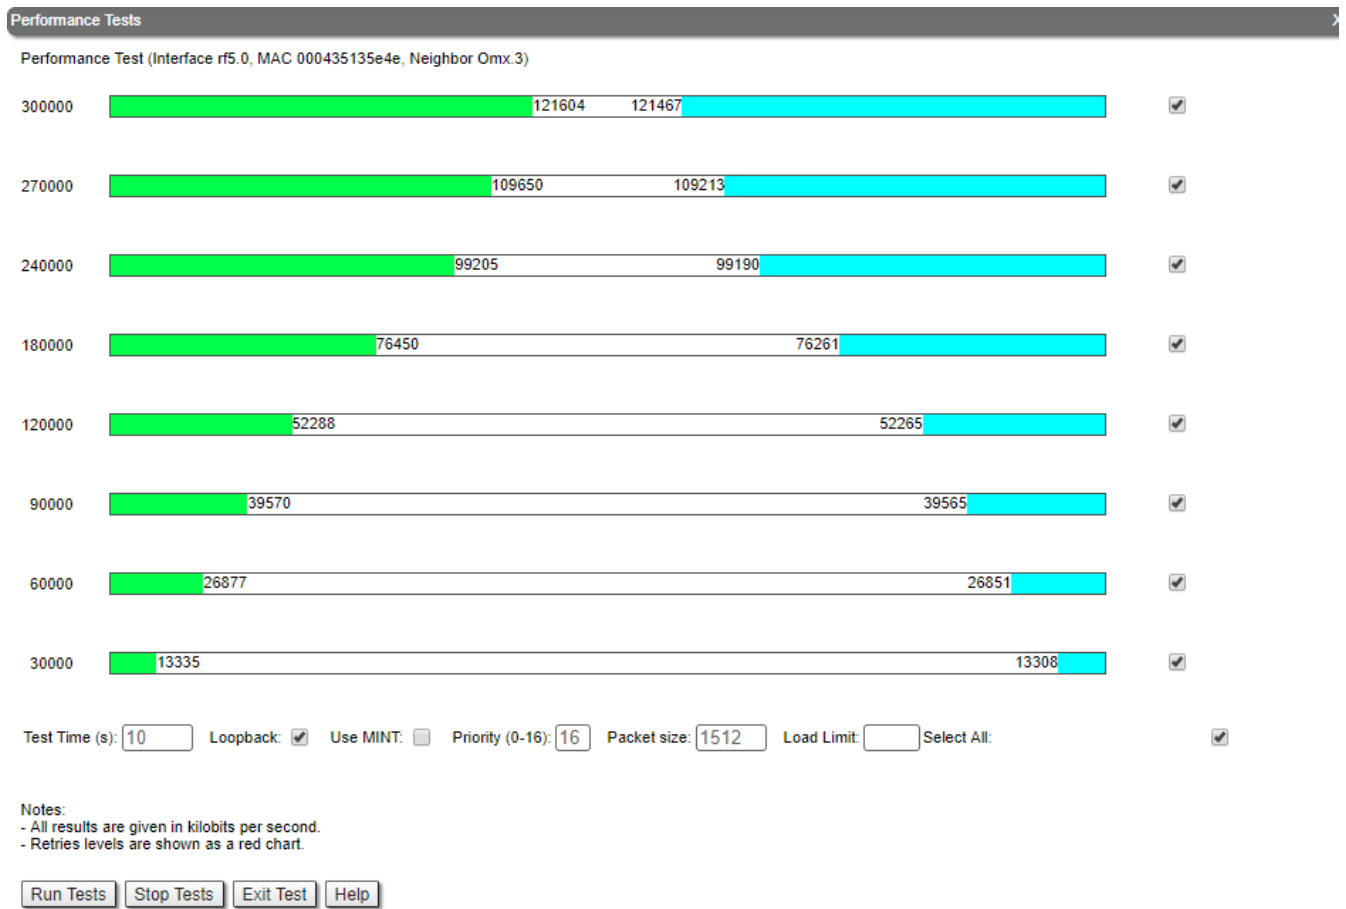 Performance Tests X
Performance Test (Interface rf5.0, MAC 000435135e4e, Neighbor Omx.3)
300000 121604 121467
270000 109650 109213
240000 99205 99190
180000 76450 76261
120000 52288 52265
90000 39570 39565
60000 26877 26851
30000 13335 13308
Test Time (s): 10 Loopback: Use MINT: Priority (0-16): 16 Packet size: 1512 Load Limit: Select All:
Notes:
- All results are given in kilobits per second.
- Retries levels are shown as a red chart.
Run Tests Stop Tests Exit Test Help